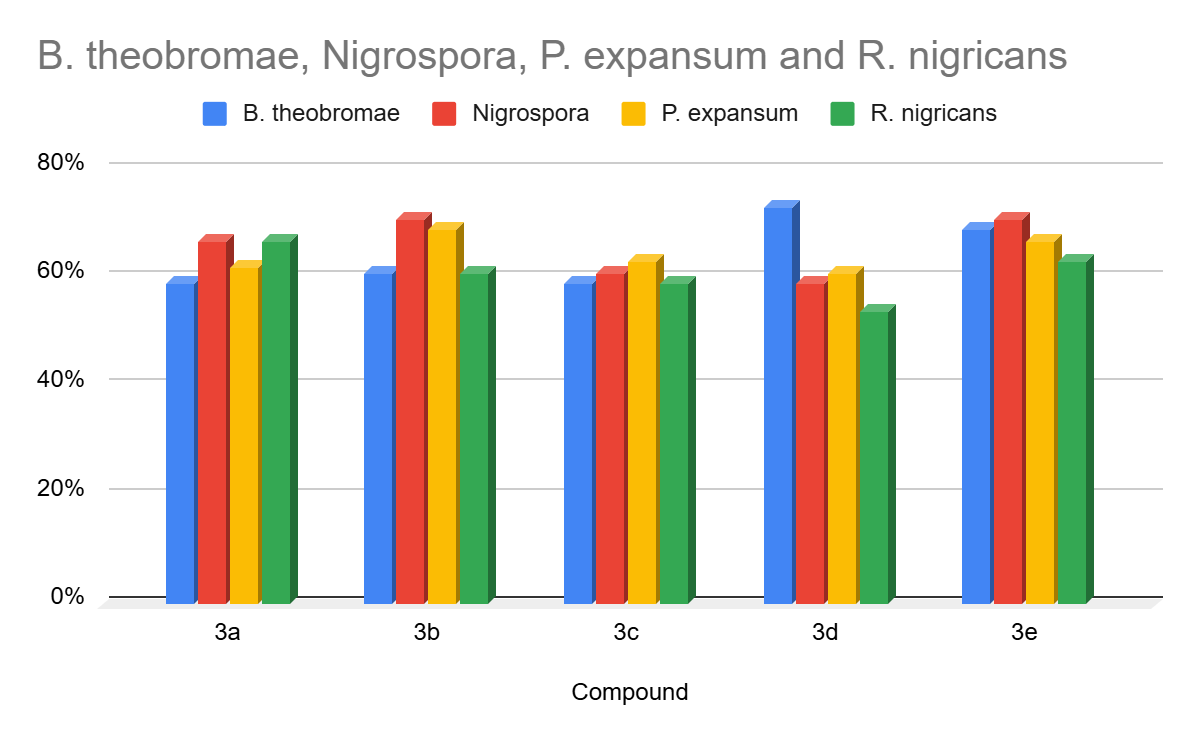 B. theobromae, Nigrospora, P. expansum and R. nigricans
B. theobromae Nigrospora P. expansum R. nigricans
80%
60%
40%
20%
0%
3a 3b 3c 3d 3e
Compound